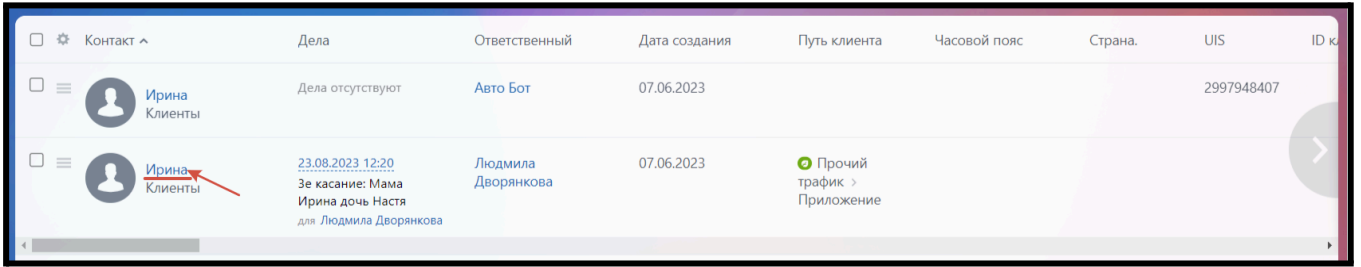 Контакт Дела Ответственный Дата создания Путь клиента Часовой пояс Страна. UIS ID к
Ирина Дела отсутствуют Авто Бот 07.06.2023 2997948407
Клиенты
Ирина 23.08.2023 12:20 Людмила 07.06.2023 Прочий
Клиенты 3е касание: Мама Дворянкова трафик >
Ирина дочь Настя Приложение
для Людмила Дворянкова